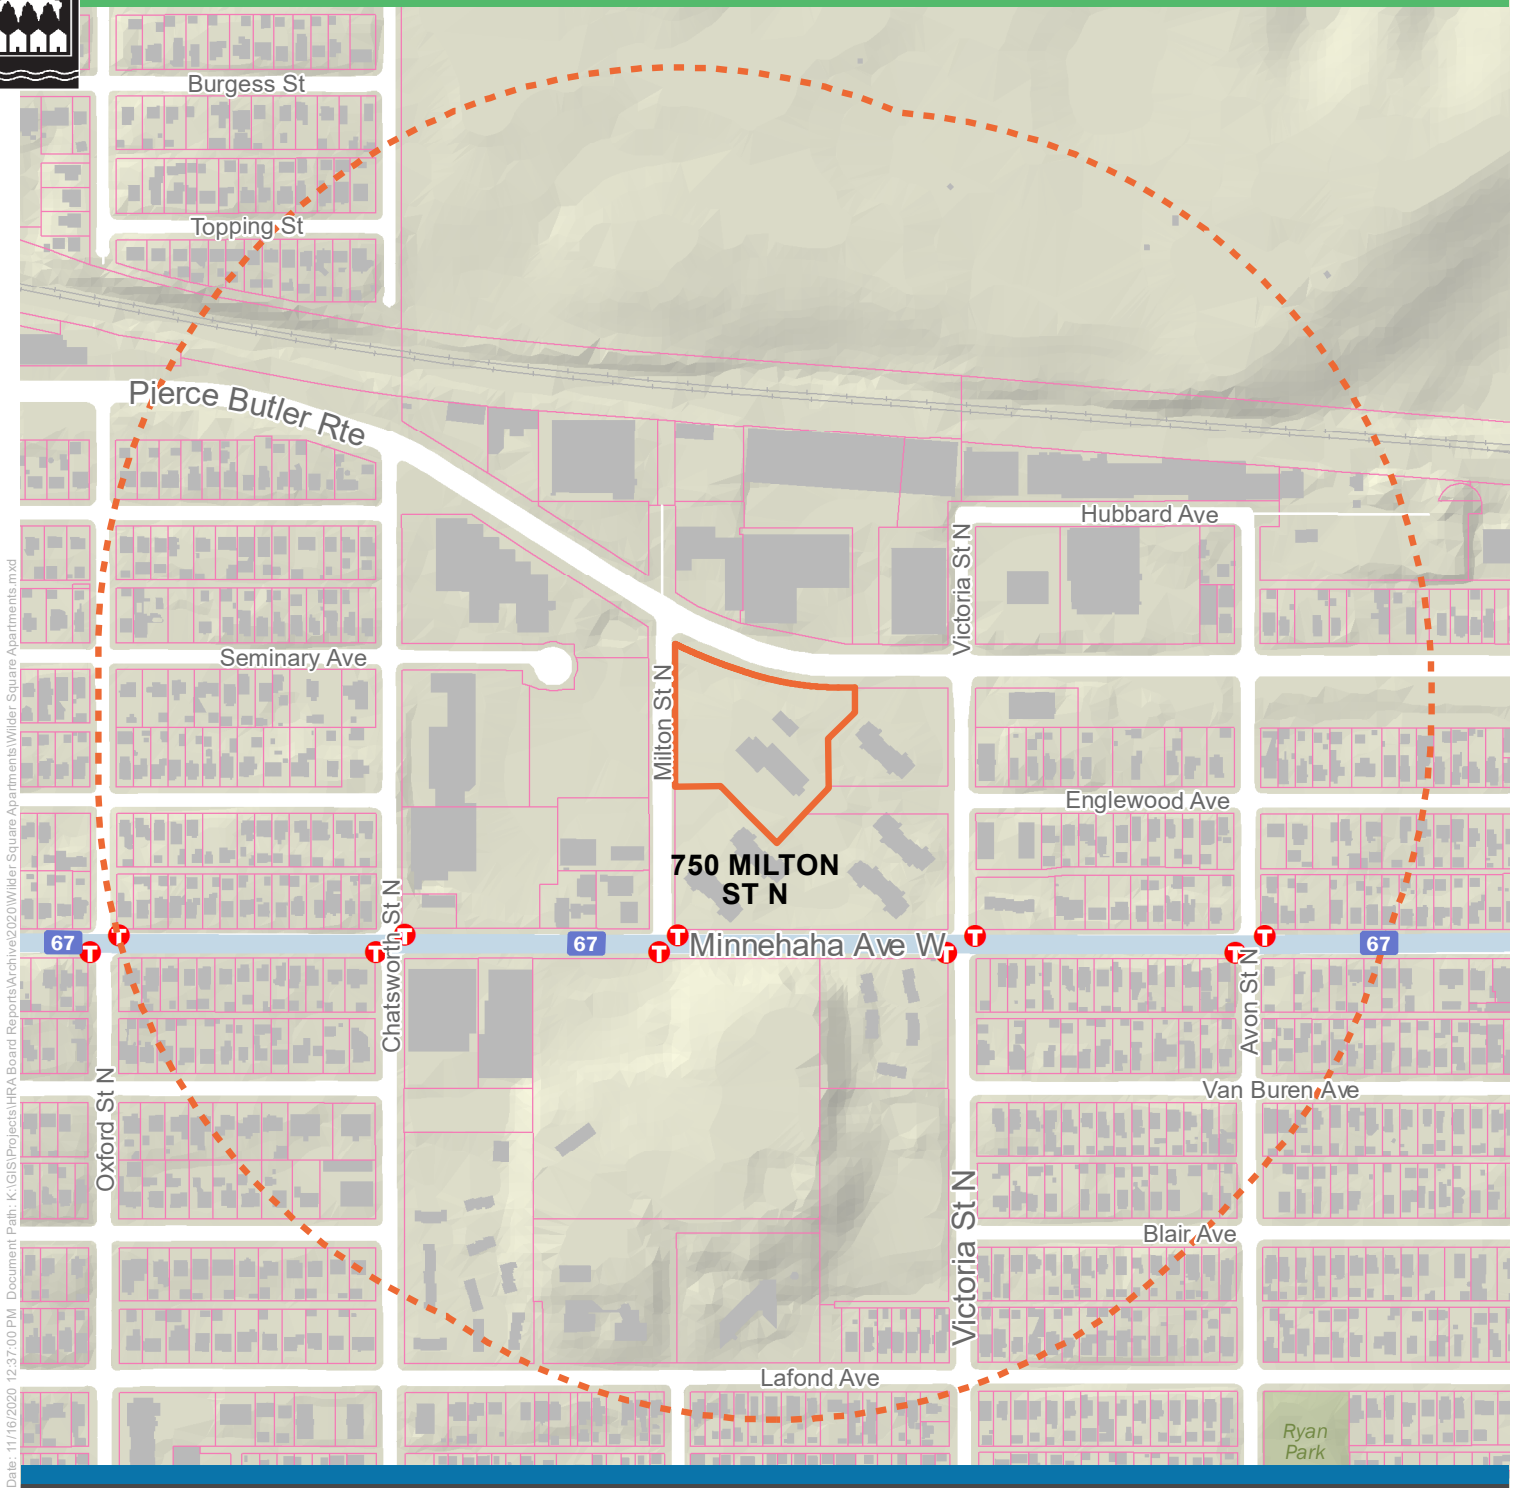 Burgess St
Topping St
Pierce Butler Rte
Hubbard Ave
Victoria St N
Seminary Ave
Milton St N
Englewood Ave
750 MILTON
ST N
Chatsworth St N
67
T
T
T
T
67
T
T
Minnehaha Ave W
T
T
T
T
67
Avon St N
Oxford St N
Van Buren Ave
Victoria St N
Blair Ave
Lafond Ave
Ryan
Park
Date: 11/16/2020 12:37:00 PM Document Path: K:\GIS\Projects\HRA Board Reports\Archive\2020\Wilder Square Apartments\Wilder Square Apartments.mxd